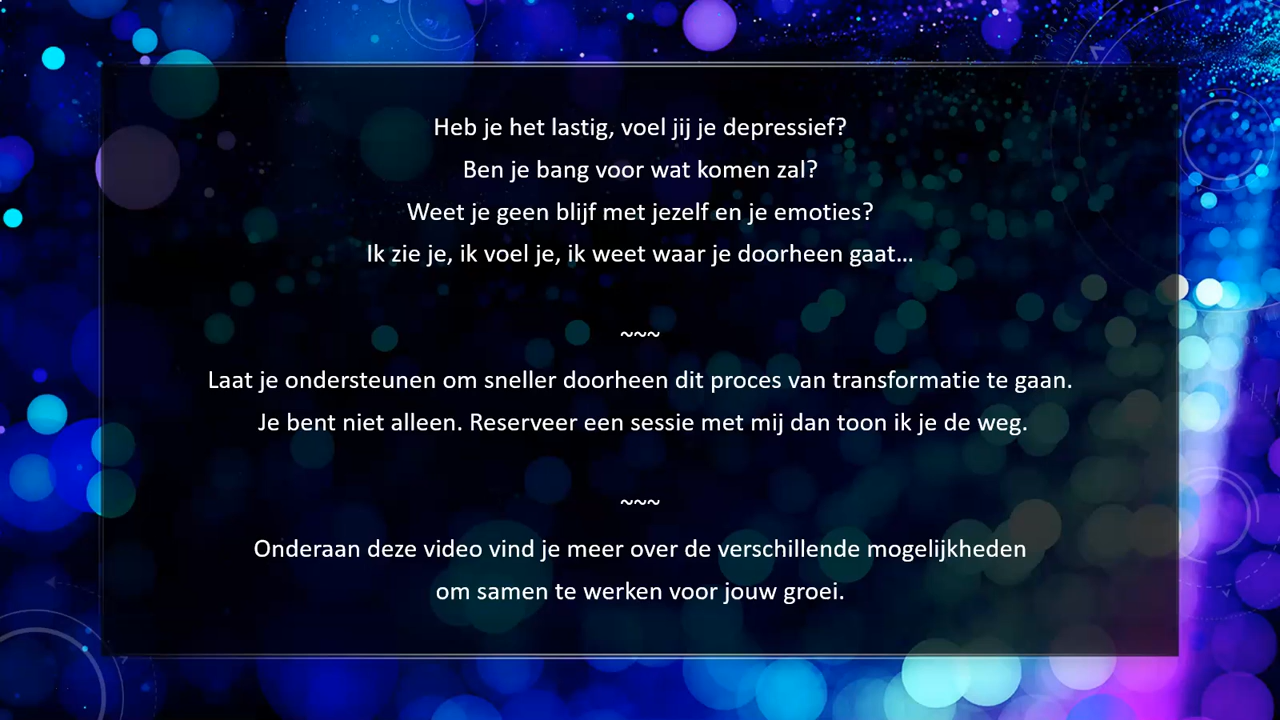 Heb je het lastig, voel jij je depressief?
Ben je bang voor wat komen zal?
Weet je geen blijf met jezelf en je emoties?
Ik zie je, ik voel je, ik weet waar je doorheen gaat...
~~~
Laat je ondersteunen om sneller doorheen dit proces van transformatie te gaan.
Je bent niet alleen. Reserveer een sessie met mij dan toon ik je de weg.
~~~
Onderaan deze video vind je meer over de verschillende mogelijkheden
om samen te werken voor jouw groei.